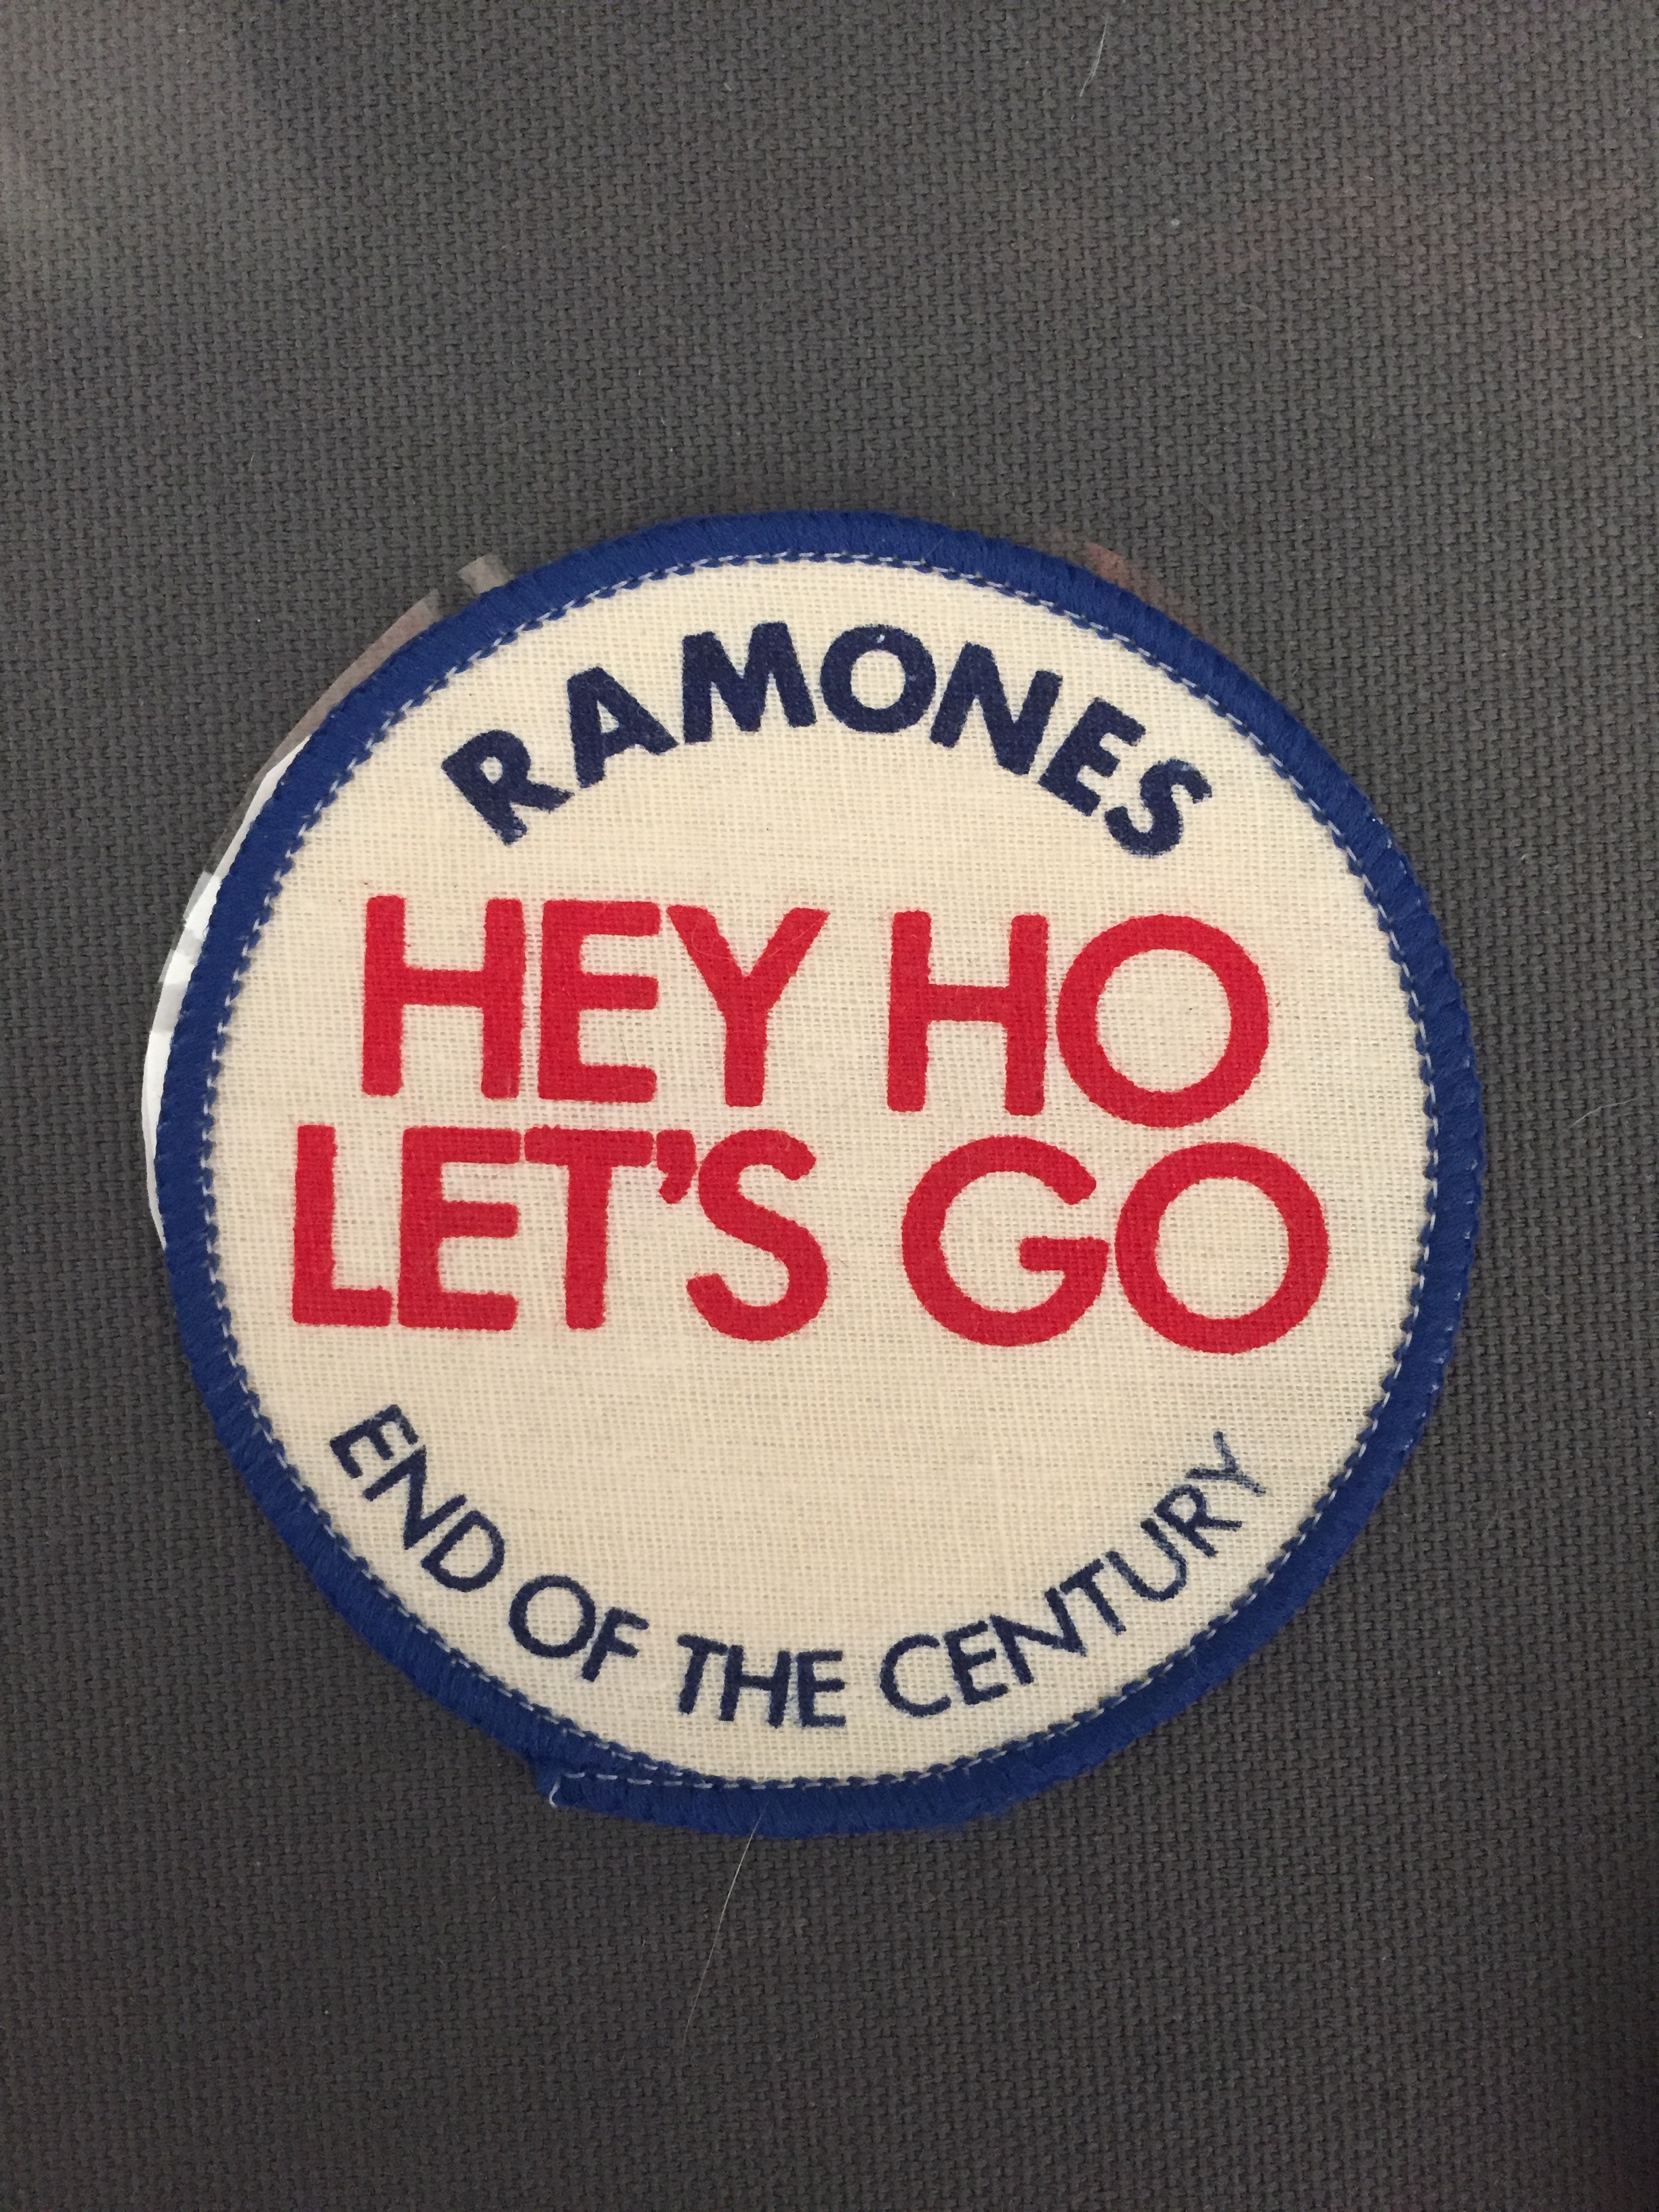 RAMONES
HEY HO
LET'S GO
END OF THE CENTURY